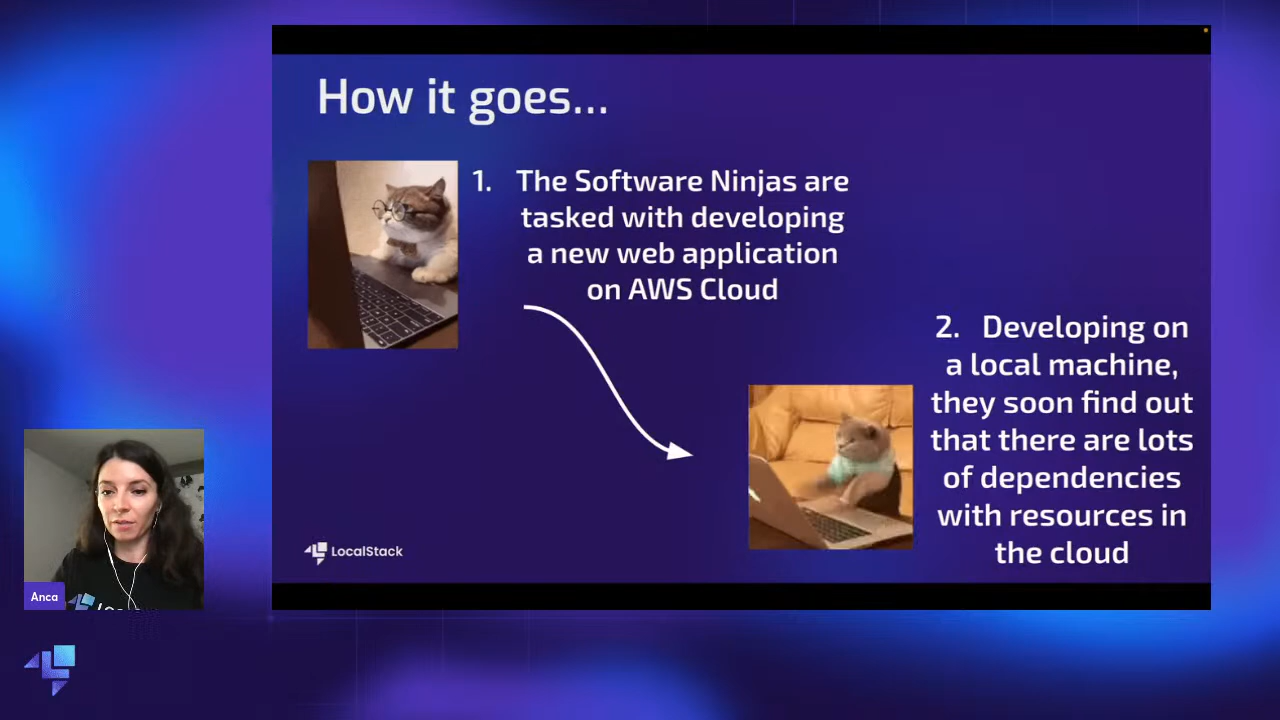 How it goes...
1. The Software Ninjas are
tasked with developing
a new web application
on AWS Cloud
2. Developing on
a local machine,
they soon find out
that there are lots
of dependencies
with resources in
the cloud
LocalStack
Anca